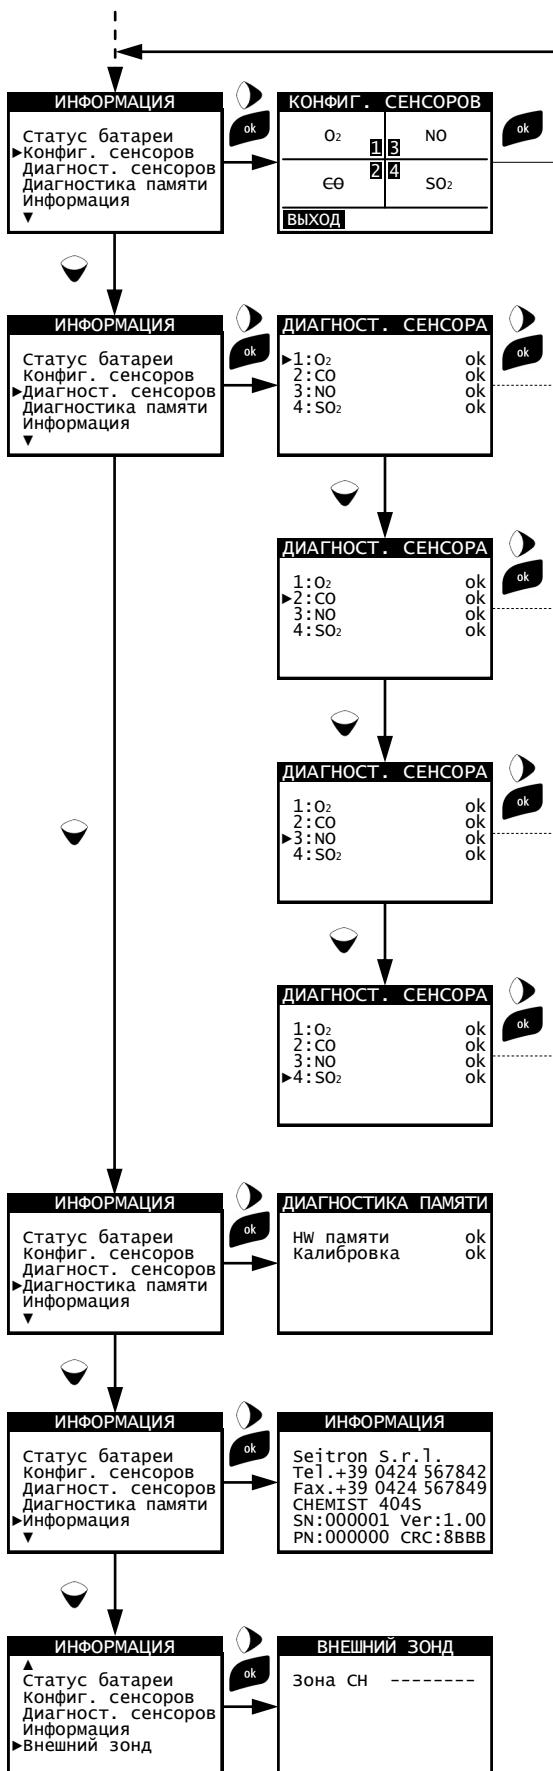 ИНФОРМАЦИЯ
Статус батареи
▶Конфиг. сенсоров
Диагност. сенсоров
Диагностика памяти
Информация
▼
ok
КОНФИГ. СЕНСОРОВ
O₂ 1 3 NO
CO 2 4 SO₂
ВЫХОД
ok
ИНФОРМАЦИЯ
Статус батареи
Конфиг. сенсоров
▶Диагност. сенсоров
Диагностика памяти
Информация
▼
ok
ДИАГНОСТ. СЕНСОРА
▶1:O₂ ok
2:CO ok
3:NO ok
4:SO₂ ok
ok
ДИАГНОСТ. СЕНСОРА
1:O₂ ok
▶2:CO ok
3:NO ok
4:SO₂ ok
ok
ДИАГНОСТ. СЕНСОРА
1:O₂ ok
2:CO ok
▶3:NO ok
4:SO₂ ok
ok
ДИАГНОСТ. СЕНСОРА
1:O₂ ok
2:CO ok
3:NO ok
▶4:SO₂ ok
ok
ИНФОРМАЦИЯ
Статус батареи
Конфиг. сенсоров
Диагност. сенсоров
▶Диагностика памяти
Информация
▼
ok
ДИАГНОСТИКА ПАМЯТИ
HW памяти ok
Калибровка ok
ИНФОРМАЦИЯ
Статус батареи
Конфиг. сенсоров
Диагност. сенсоров
Диагностика памяти
▶Информация
▼
ok
ИНФОРМАЦИЯ
Seitron S.r.l.
Tel.+39 0424 567842
Fax.+39 0424 567849
CHEMIST 404S
SN:000001 Ver:1.00
PN:000000 CRC:8BBB
ИНФОРМАЦИЯ
▲
Статус батареи
Конфиг. сенсоров
Диагност. сенсоров
Информация
▶Внешний зонд
ok
ВНЕШНИЙ ЗОНД
Зона CH --------